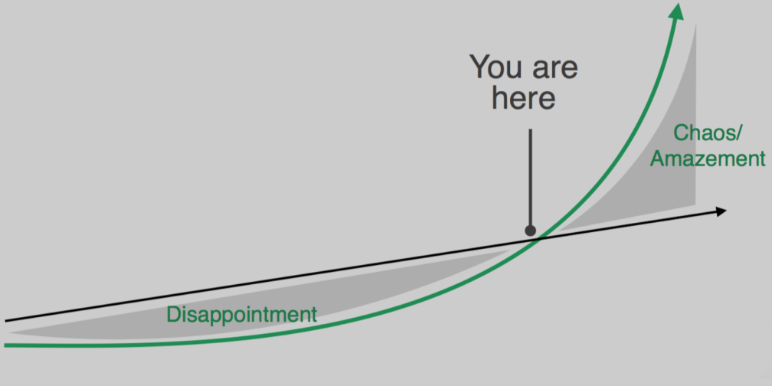 You are
here
Chaos/
Amazement
Disappointment